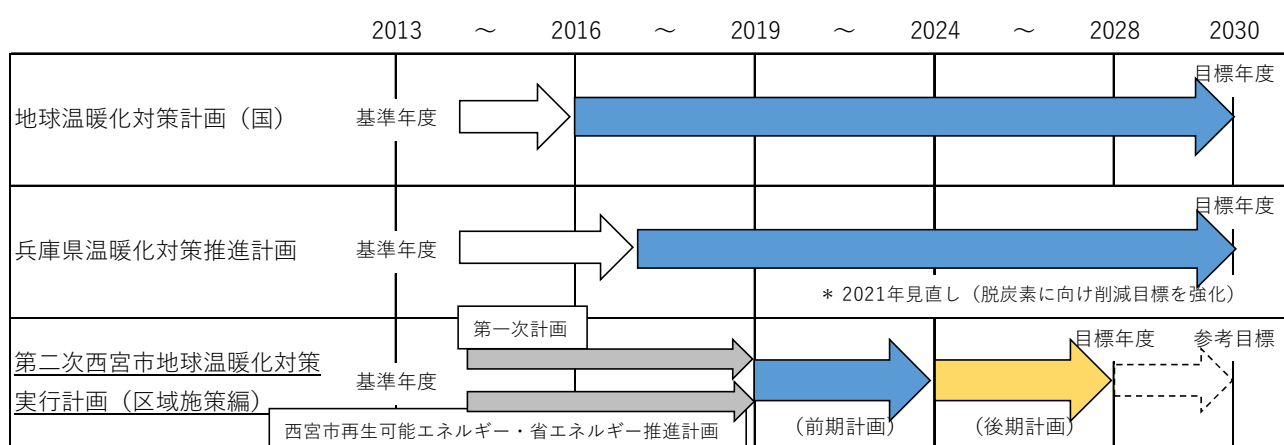 2013 ～ 2016 ～ 2019 ～ 2024 ～ 2028 2030
目標年度
地球温暖化対策計画（国） 基準年度
目標年度
兵庫県温暖化対策推進計画 基準年度
＊ 2021年見直し（脱炭素に向け削減目標を強化）
第一次計画
目標年度 参考目標
第二次西宮市地球温暖化対策
実行計画（区域施策編） 基準年度
（前期計画） （後期計画）
西宮市再生可能エネルギー・省エネルギー推進計画